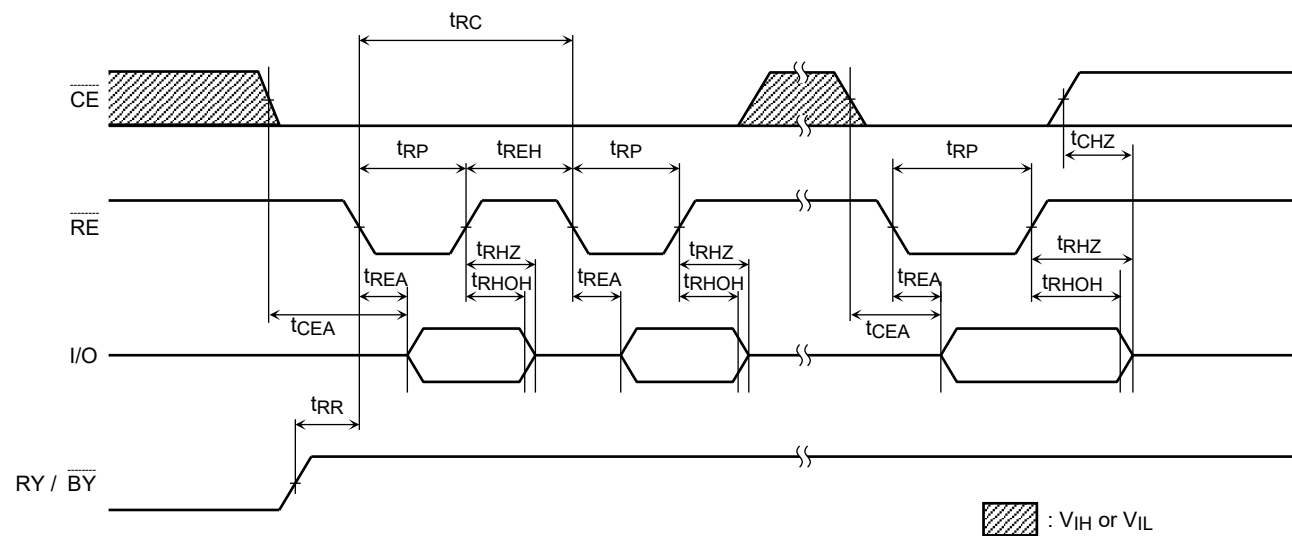 tRC
CE
tCHZ
tRP
tREH
tRP
tRP
RE
tRHZ
tRHZ
tRHZ
tREA
tRHOH
tREA
tRHOH
tREA
tRHOH
tCEA
tCEA
I/O
tRR
RY / BY
: VIH or VIL